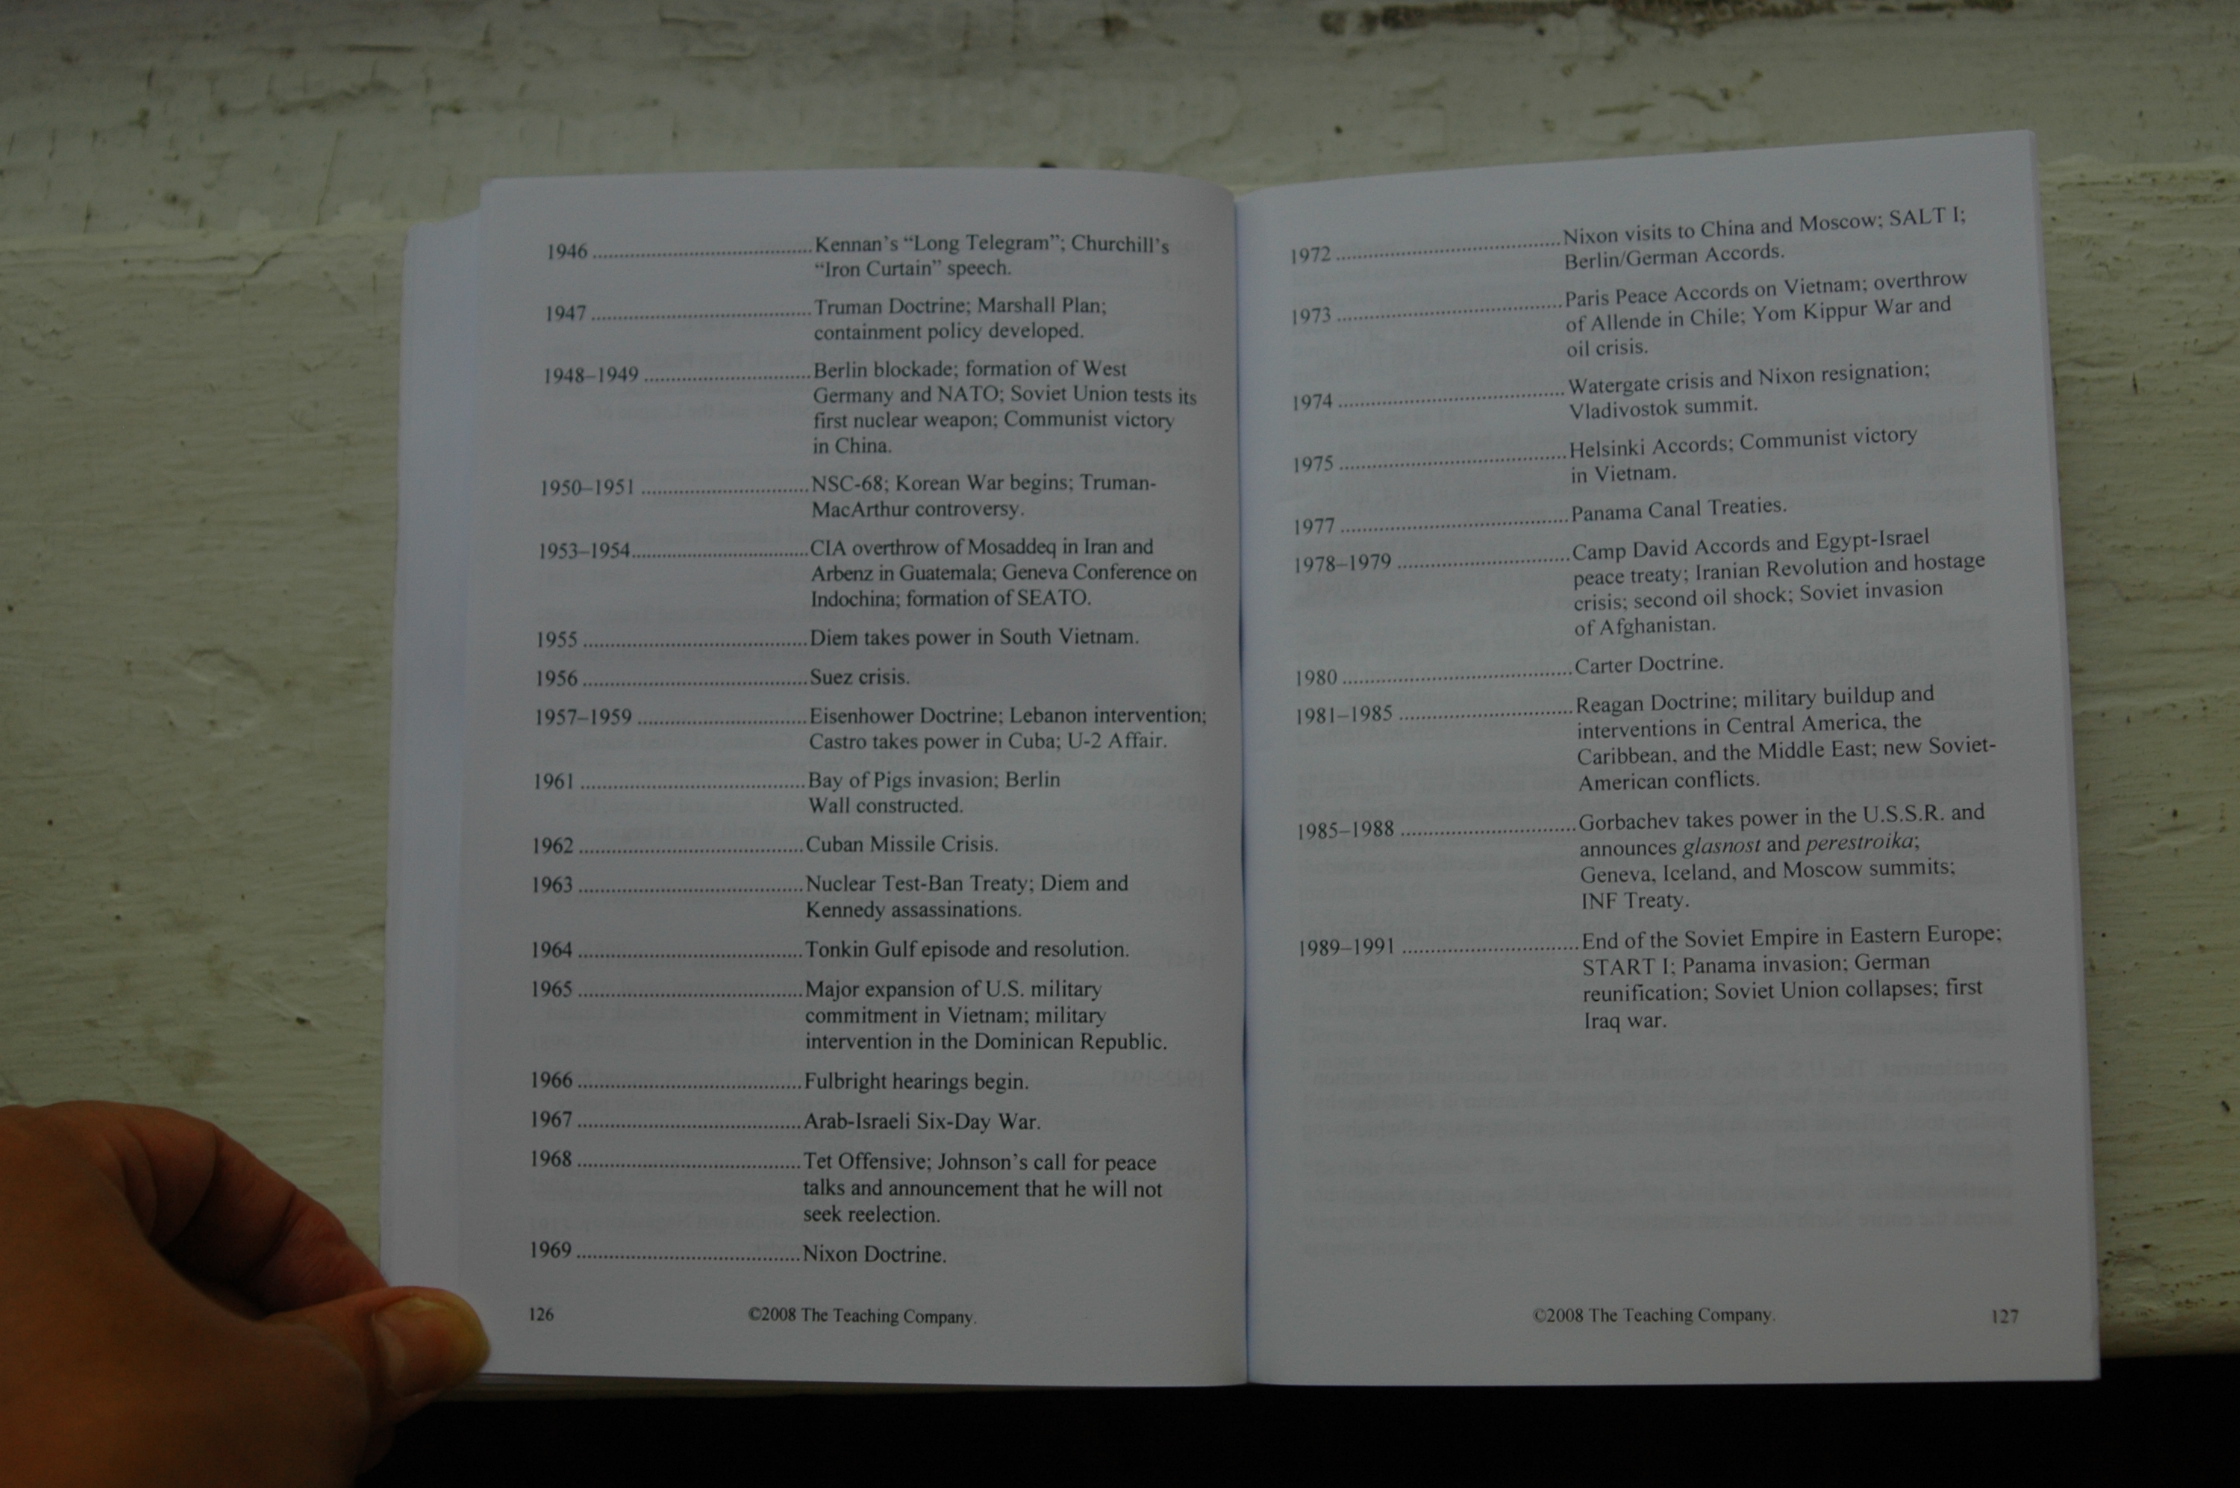 1946 ...................................... Kennan's “Long Telegram”; Churchill's
“Iron Curtain” speech.
1947 ...................................... Truman Doctrine; Marshall Plan;
containment policy developed.
1948–1949 ............................. Berlin blockade; formation of West
Germany and NATO; Soviet Union tests its
first nuclear weapon; Communist victory
in China.
1950–1951 ............................. NSC-68; Korean War begins; Truman-
MacArthur controversy.
1953–1954............................... CIA overthrow of Mosaddeq in Iran and
Arbenz in Guatemala; Geneva Conference on
Indochina; formation of SEATO.
1955 ....................................... Diem takes power in South Vietnam.
1956 ....................................... Suez crisis.
1957–1959 ............................. Eisenhower Doctrine; Lebanon intervention;
Castro takes power in Cuba; U-2 Affair.
1961 ....................................... Bay of Pigs invasion; Berlin
Wall constructed.
1962 ....................................... Cuban Missile Crisis.
1963 ....................................... Nuclear Test-Ban Treaty; Diem and
Kennedy assassinations.
1964 ....................................... Tonkin Gulf episode and resolution.
1965 ....................................... Major expansion of U.S. military
commitment in Vietnam; military
intervention in the Dominican Republic.
1966 ....................................... Fulbright hearings begin.
1967 ....................................... Arab-Israeli Six-Day War.
1968 ....................................... Tet Offensive; Johnson's call for peace
talks and announcement that he will not
seek reelection.
1969 ....................................... Nixon Doctrine.
126 ©2008 The Teaching Company.
1972 ....................................... Nixon visits to China and Moscow; SALT I;
Berlin/German Accords.
1973 ....................................... Paris Peace Accords on Vietnam; overthrow
of Allende in Chile; Yom Kippur War and
oil crisis.
1974 ....................................... Watergate crisis and Nixon resignation;
Vladivostok summit.
1975 ....................................... Helsinki Accords; Communist victory
in Vietnam.
1977 ....................................... Panama Canal Treaties.
1978–1979 ............................. Camp David Accords and Egypt-Israel
peace treaty; Iranian Revolution and hostage
crisis; second oil shock; Soviet invasion
of Afghanistan.
1980 ....................................... Carter Doctrine.
1981–1985 ............................. Reagan Doctrine; military buildup and
interventions in Central America, the
Caribbean, and the Middle East; new Soviet-
American conflicts.
1985–1988 ............................. Gorbachev takes power in the U.S.S.R. and
announces glasnost and perestroika;
Geneva, Iceland, and Moscow summits;
INF Treaty.
1989–1991 ............................. End of the Soviet Empire in Eastern Europe;
START I; Panama invasion; German
reunification; Soviet Union collapses; first
Iraq war.
©2008 The Teaching Company. 127